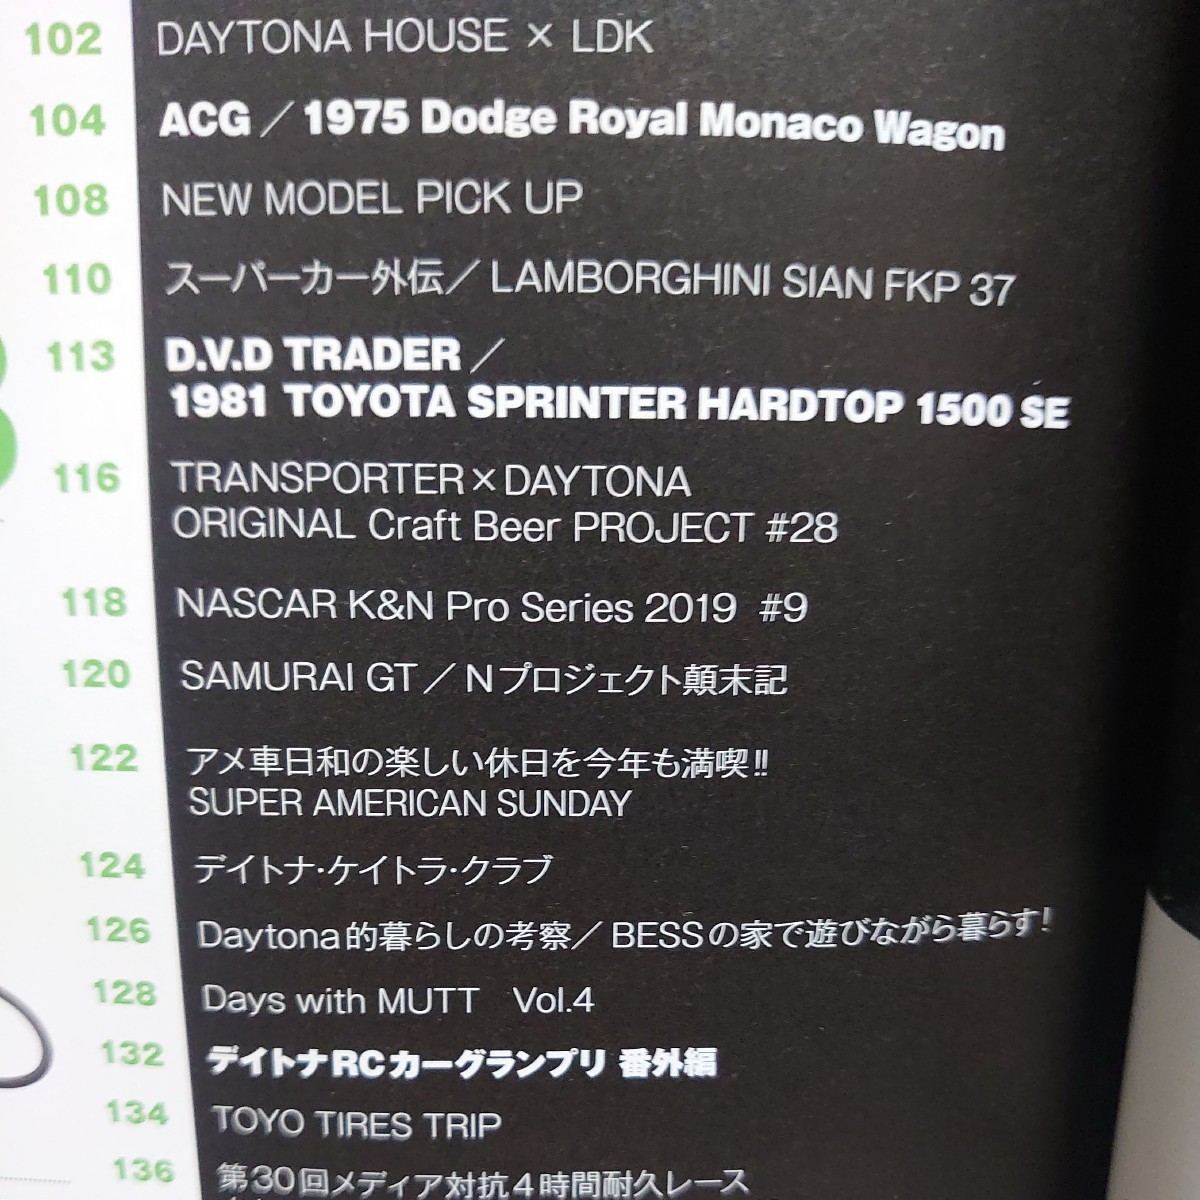 102 DAYTONA HOUSE × LDK
104 ACG／1975 Dodge Royal Monaco Wagon
108 NEW MODEL PICK UP
110 スーパーカー外伝／LAMBORGHINI SIAN FKP 37
113 D.V.D TRADER／
1981 TOYOTA SPRINTER HARDTOP 1500 SE
116 TRANSPORTER×DAYTONA
ORIGINAL Craft Beer PROJECT #28
118 NASCAR K&N Pro Series 2019 #9
120 SAMURAI GT／Nプロジェクト顛末記
122 アメ車日和の楽しい休日を今年も満喫!!
SUPER AMERICAN SUNDAY
124 デイトナ・ケイトラ・クラブ
126 Daytona的暮らしの考察／BESSの家で遊びながら暮らす!
128 Days with MUTT Vol.4
132 デイトナRCカーグランプリ 番外編
134 TOYO TIRES TRIP
136 第30回メディア対抗4時間耐久レース